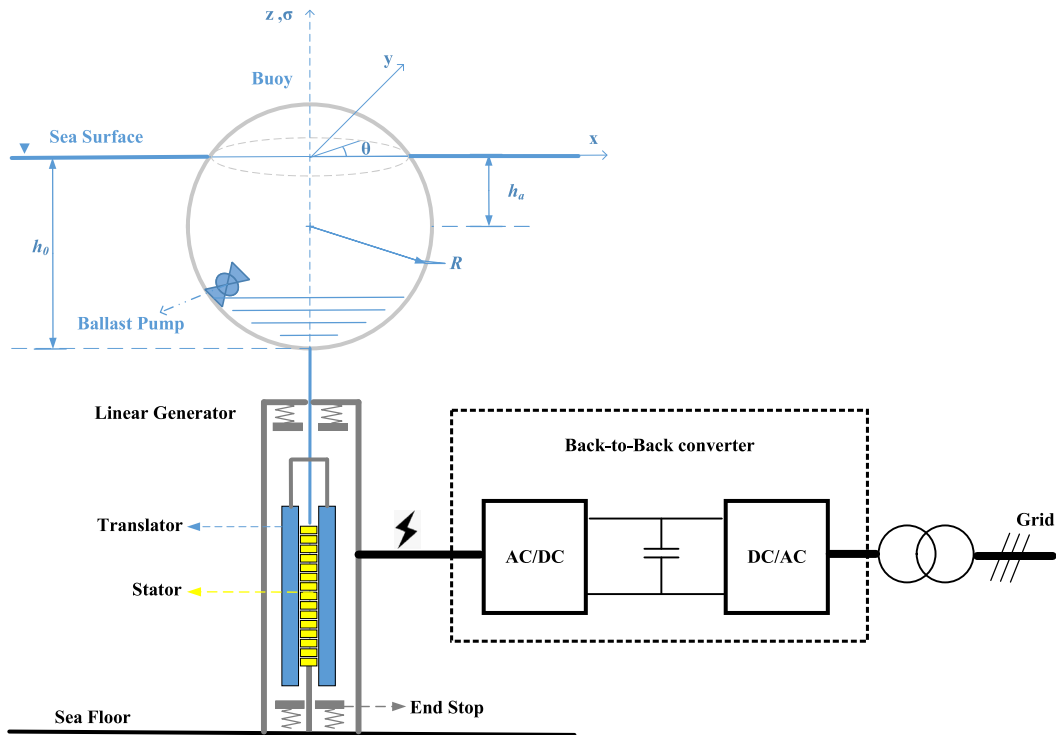 z ,σ
y
Buoy
Sea Surface
θ
x
hₐ
h₀
R
Ballast Pump
Linear Generator
Back-to-Back converter
Translator
Grid
AC/DC
DC/AC
Stator
End Stop
Sea Floor